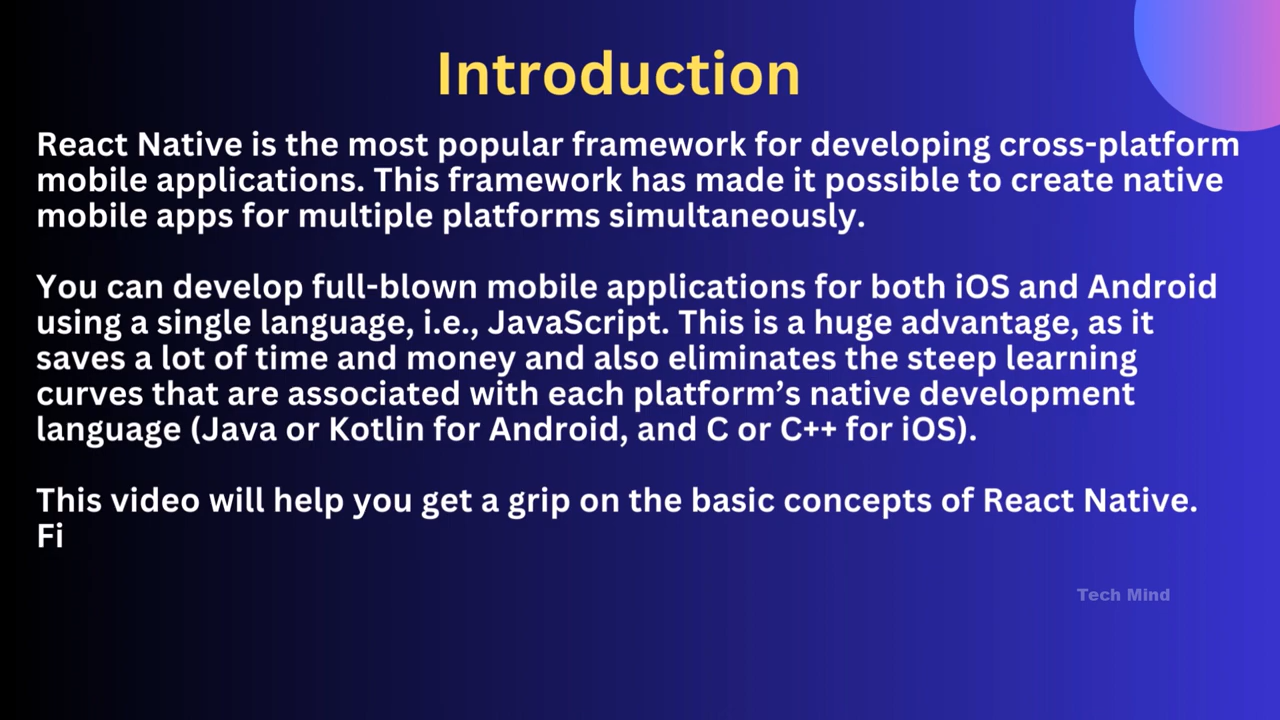 Introduction
React Native is the most popular framework for developing cross-platform
mobile applications. This framework has made it possible to create native
mobile apps for multiple platforms simultaneously.
You can develop full-blown mobile applications for both iOS and Android
using a single language, i.e., JavaScript. This is a huge advantage, as it
saves a lot of time and money and also eliminates the steep learning
curves that are associated with each platform’s native development
language (Java or Kotlin for Android, and C or C++ for iOS).
This video will help you get a grip on the basic concepts of React Native.
Fi
Tech Mind